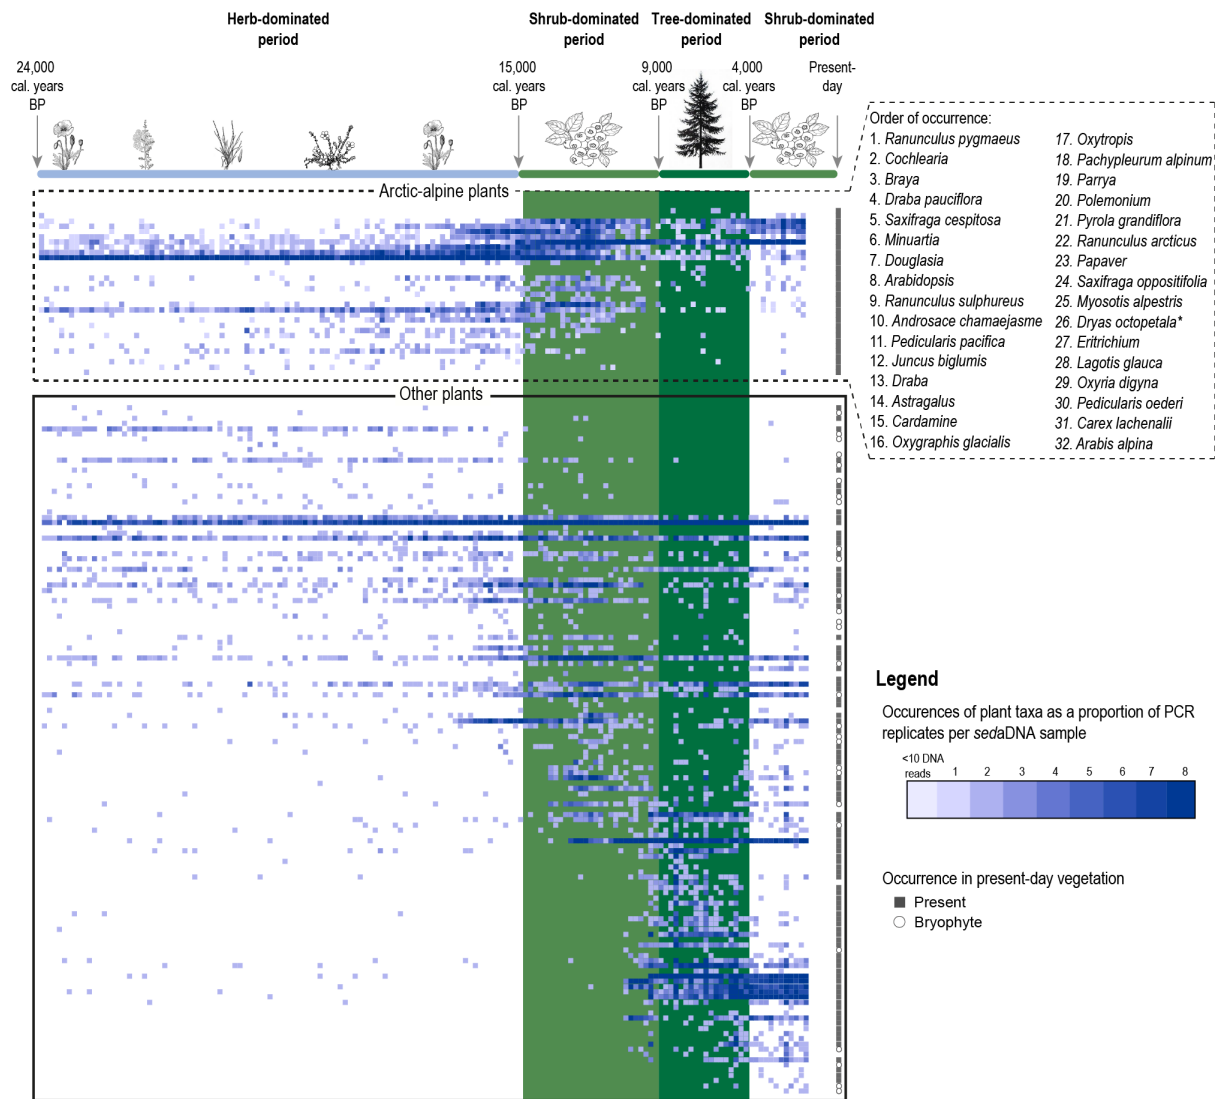 Herb-dominated
period
Shrub-dominated
period
Tree-dominated
period
Shrub-dominated
period
24,000
cal. years
BP
15,000
cal. years
BP
9,000
cal. years
BP
4,000
cal. years
BP
Present-
day
Arctic-alpine plants
Order of occurrence:
1. Ranunculus pygmaeus
2. Cochlearia
3. Braya
4. Draba pauciflora
5. Saxifraga cespitosa
6. Minuartia
7. Douglasia
8. Arabidopsis
9. Ranunculus sulphureus
10. Androsace chamaejasme
11. Pedicularis pacifica
12. Juncus biglumis
13. Draba
14. Astragalus
15. Cardamine
16. Oxygraphis glacialis
17. Oxytropis
18. Pachypleurum alpinum
19. Parrya
20. Polemonium
21. Pyrola grandiflora
22. Ranunculus arcticus
23. Papaver
24. Saxifraga oppositifolia
25. Myosotis alpestris
26. Dryas octopetala*
27. Eritrichium
28. Lagotis glauca
29. Oxyria digyna
30. Pedicularis oederi
31. Carex lachenalii
32. Arabis alpina
Other plants
Legend
Occurences of plant taxa as a proportion of PCR
replicates per sedaDNA sample
<10 DNA
reads 1 2 3 4 5 6 7 8
Occurrence in present-day vegetation
Present
Bryophyte